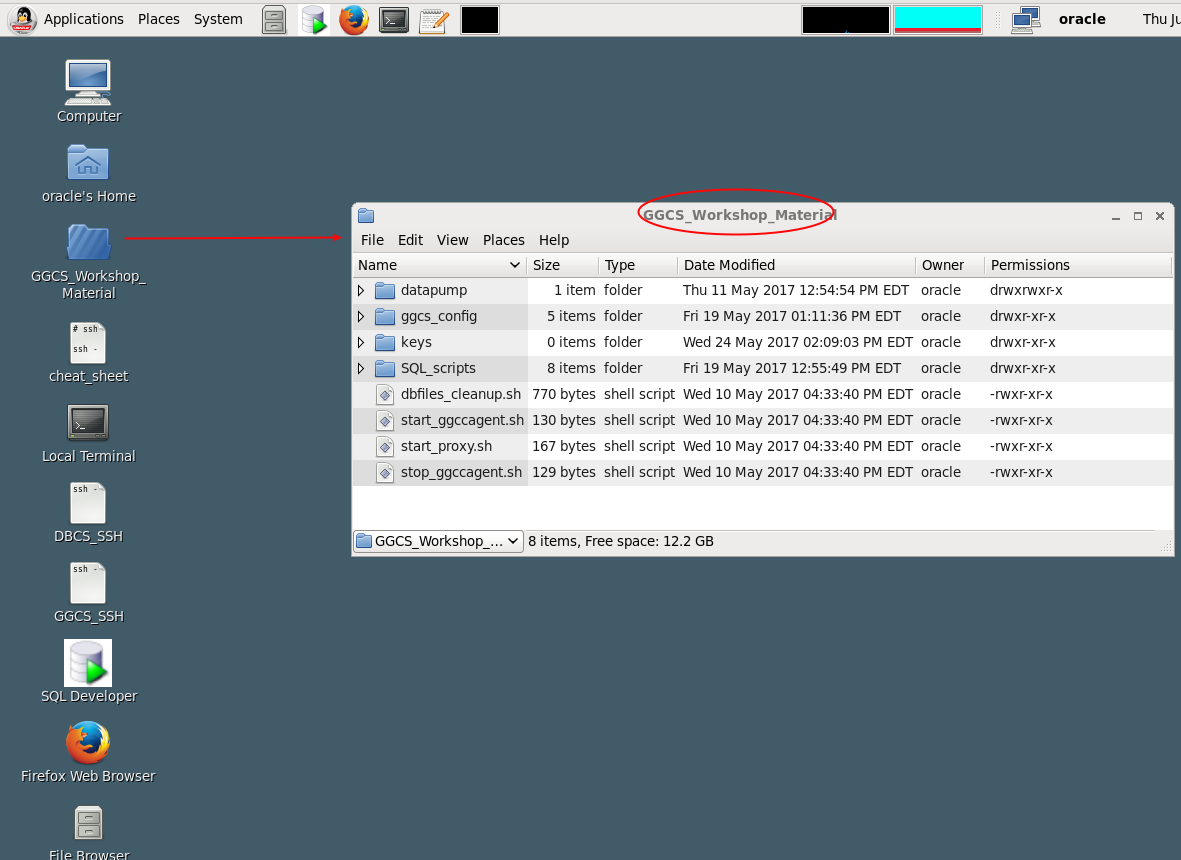 Applications Places System
oracle
Thu Ju
Computer
oracle's Home
GGCS_Workshop_
Material
# ssh
ssh -
cheat_sheet
Local Terminal
ssh -
DBCS_SSH
ssh -
GGCS_SSH
SQL Developer
Firefox Web Browser
File Browser
GGCS_Workshop_Material
File Edit View Places Help
Name Size Type Date Modified Owner Permissions
datapump 1 item folder Thu 11 May 2017 12:54:54 PM EDT oracle drwxrwxr-x
ggcs_config 5 items folder Fri 19 May 2017 01:11:36 PM EDT oracle drwxr-xr-x
keys 0 items folder Wed 24 May 2017 02:09:03 PM EDT oracle drwxr-xr-x
SQL_scripts 8 items folder Fri 19 May 2017 12:55:49 PM EDT oracle drwxr-xr-x
dbfiles_cleanup.sh 770 bytes shell script Wed 10 May 2017 04:33:40 PM EDT oracle -rwxr-xr-x
start_ggccagent.sh 130 bytes shell script Wed 10 May 2017 04:33:40 PM EDT oracle -rwxr-xr-x
start_proxy.sh 167 bytes shell script Wed 10 May 2017 04:33:40 PM EDT oracle -rwxr-xr-x
stop_ggccagent.sh 129 bytes shell script Wed 10 May 2017 04:33:40 PM EDT oracle -rwxr-xr-x
GGCS_Workshop_... 8 items, Free space: 12.2 GB